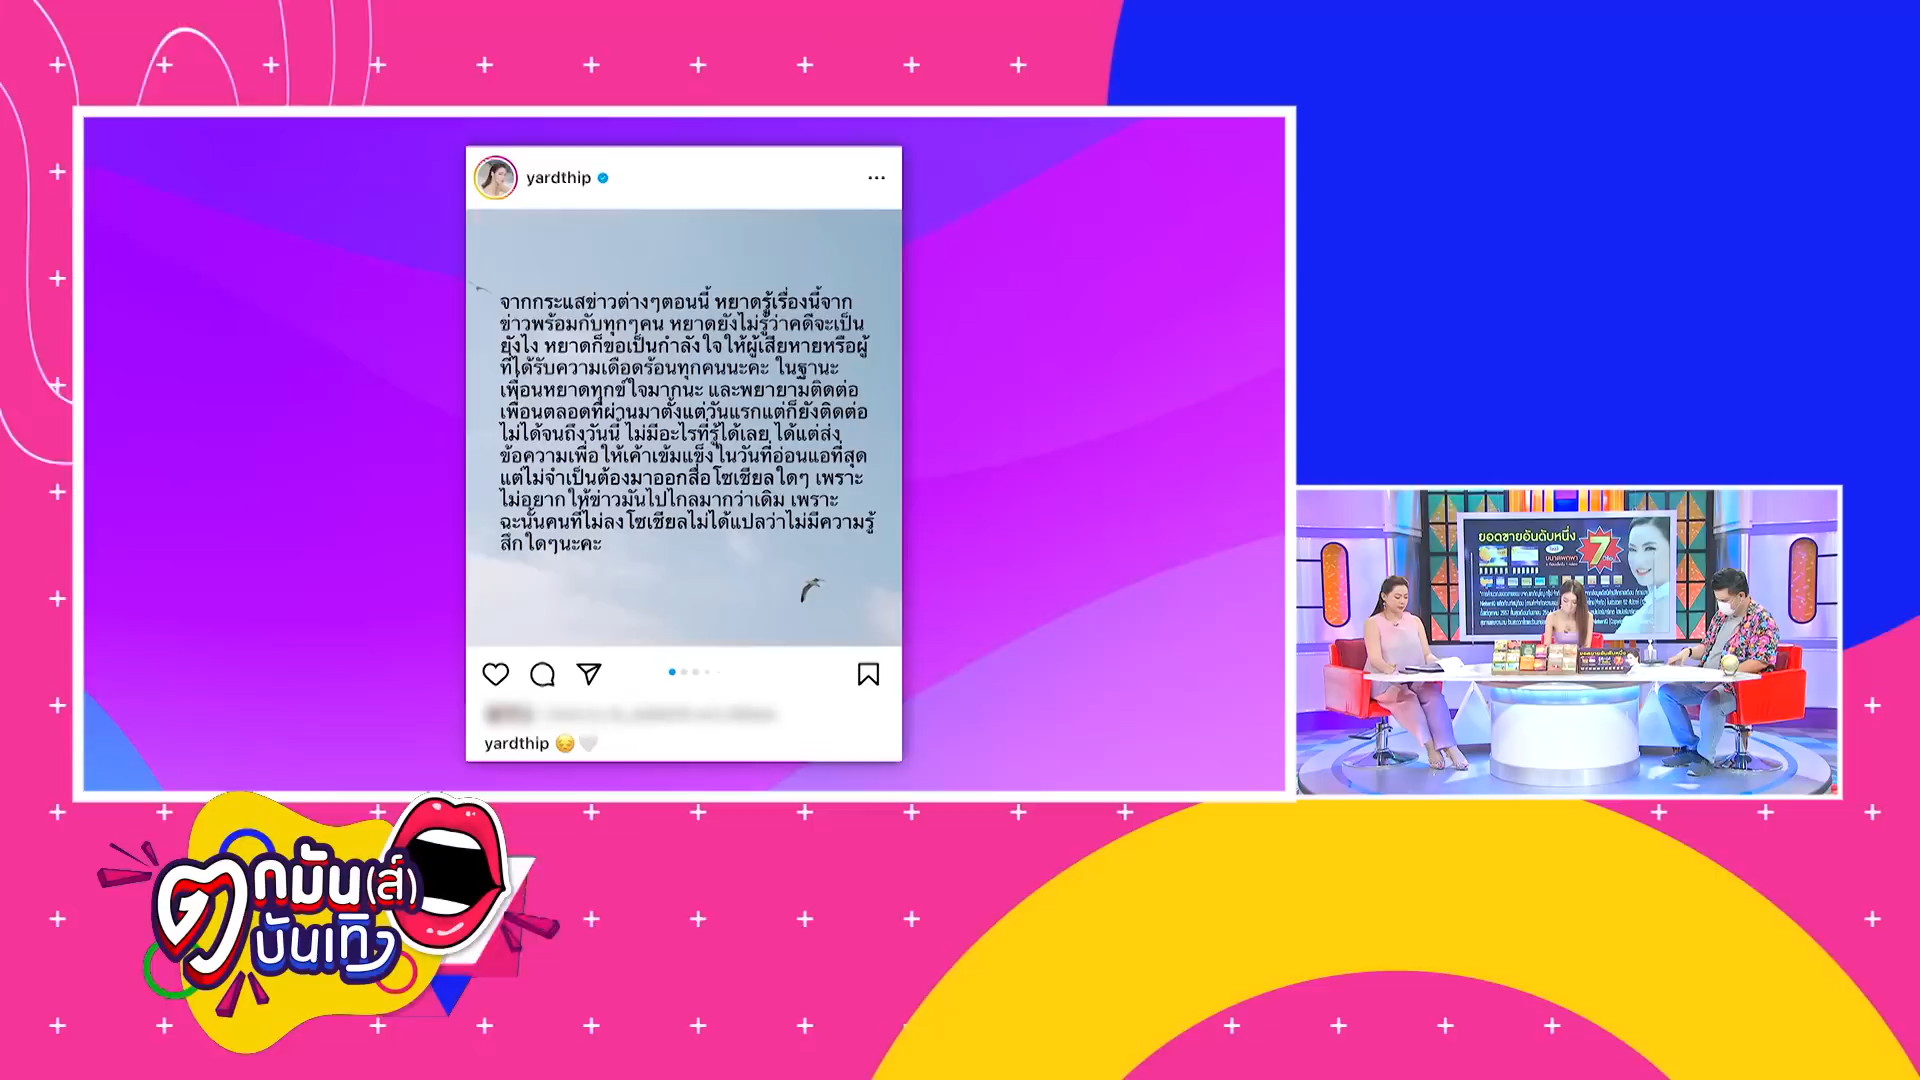 yardthip
จากกระแสข่าวต่างๆตอนนี้ หยาดรู้เรื่องนี้จาก
ข่าวพร้อมกับทุกๆคน หยาดยังไม่รู้ว่าคดีจะเป็น
ยังไง หยาดก็ขอเป็นกำลังใจให้ผู้เสียหายหรือผู้
ที่ได้รับความเดือดร้อนทุกคนนะคะ ในฐานะ
เพื่อนหยาดทุกข์ใจมากนะ และพยายามติดต่อ
เพื่อนตลอดที่ผ่านมาตั้งแต่วันแรกแต่ก็ยังติดต่อ
ไม่ได้จนถึงวันนี้ ไม่มีอะไรที่รู้ได้เลย ได้แต่ส่ง
ข้อความเพื่อให้เค้าเข้มแข็งในวันที่อ่อนแอที่สุด
แต่ไม่จำเป็นต้องมาออกสื่อโซเชียลใดๆ เพราะ
ไม่อยากให้ข่าวมันไปไกลมากว่าเดิม เพราะ
ฉะนั้นคนที่ไม่ลงโซเชียลไม่ได้แปลว่าไม่มีความรู้
สึกใดๆนะคะ
yardthip 😔🤍
ยอดขายอันดับหนึ่ง
7
ตกมัน(ส์)
บันเทิง